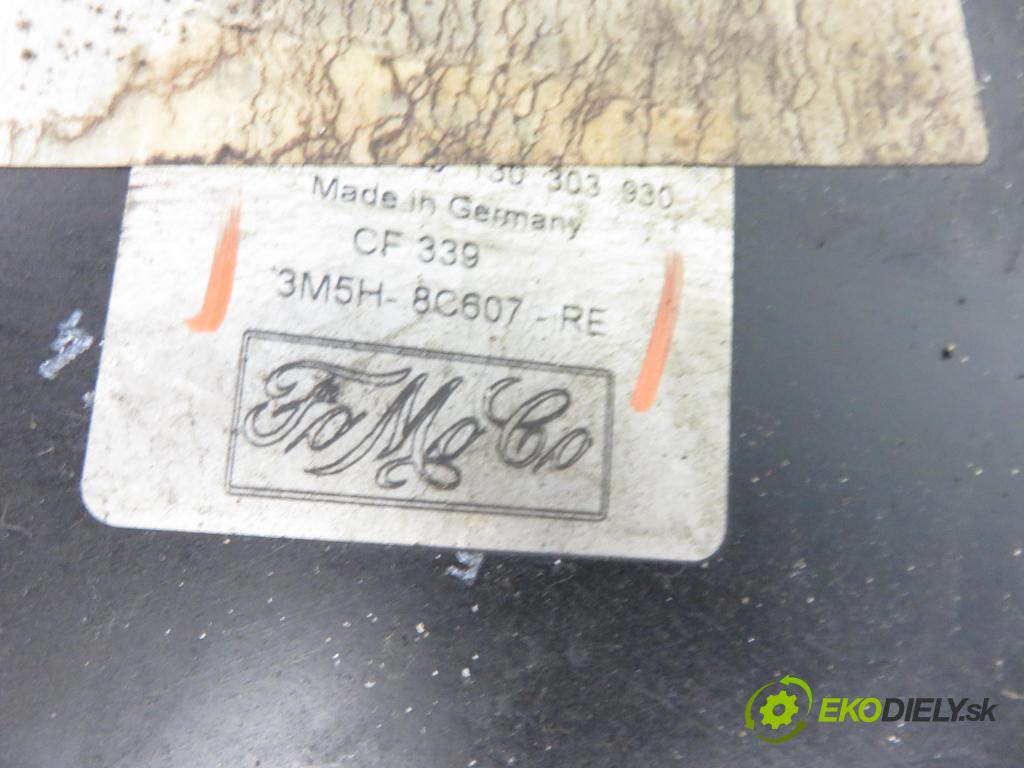 130 303 930
Made in Germany
CF 339
3M5H- 8C607 - RE
FoMoCo
EKODIELY.sk